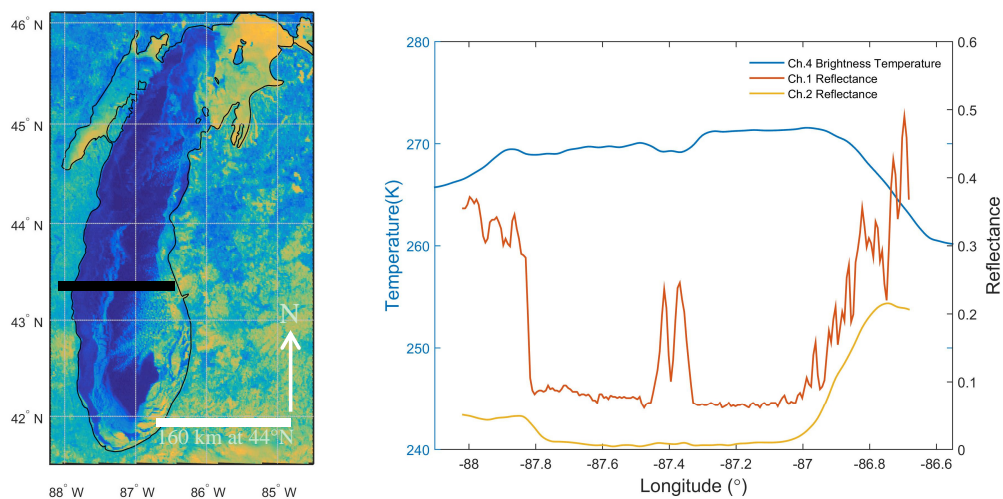 46° N
45° N
44° N
43° N
42° N
88° W 87° W 86° W 85° W
N
160 km at 44°N
280
270
260
250
240
Temperature(K)
Ch.4 Brightness Temperature
Ch.1 Reflectance
Ch.2 Reflectance
0.6
0.5
0.4
0.3
0.2
0.1
0
Reflectance
-88 -87.8 -87.6 -87.4 -87.2 -87 -86.8 -86.6
Longitude (°)